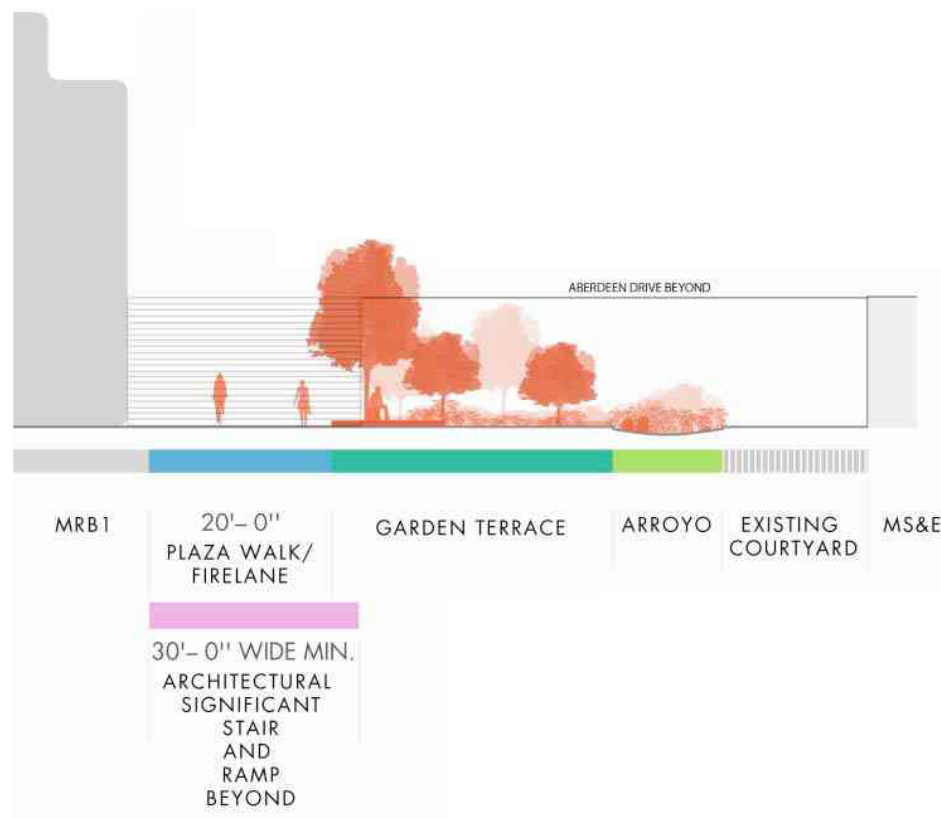 ABERDEEN DRIVE BEYOND
MRB1
20'– 0"
PLAZA WALK/
FIRELANE
GARDEN TERRACE
ARROYO
EXISTING
COURTYARD
MS&E
30'– 0" WIDE MIN.
ARCHITECTURAL
SIGNIFICANT
STAIR
AND
RAMP
BEYOND